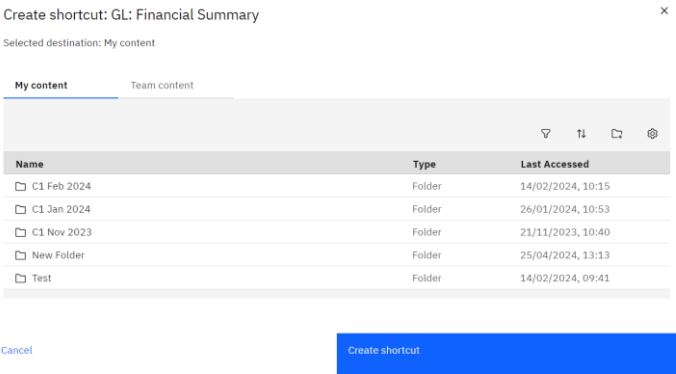 Create shortcut: GL: Financial Summary
Selected destination: My content
My content Team content
Name Type Last Accessed
C1 Feb 2024 Folder 14/02/2024, 10:15
C1 Jan 2024 Folder 26/01/2024, 10:53
C1 Nov 2023 Folder 21/11/2023, 10:40
New Folder Folder 25/04/2024, 13:13
Test Folder 14/02/2024, 09:41
Cancel Create shortcut